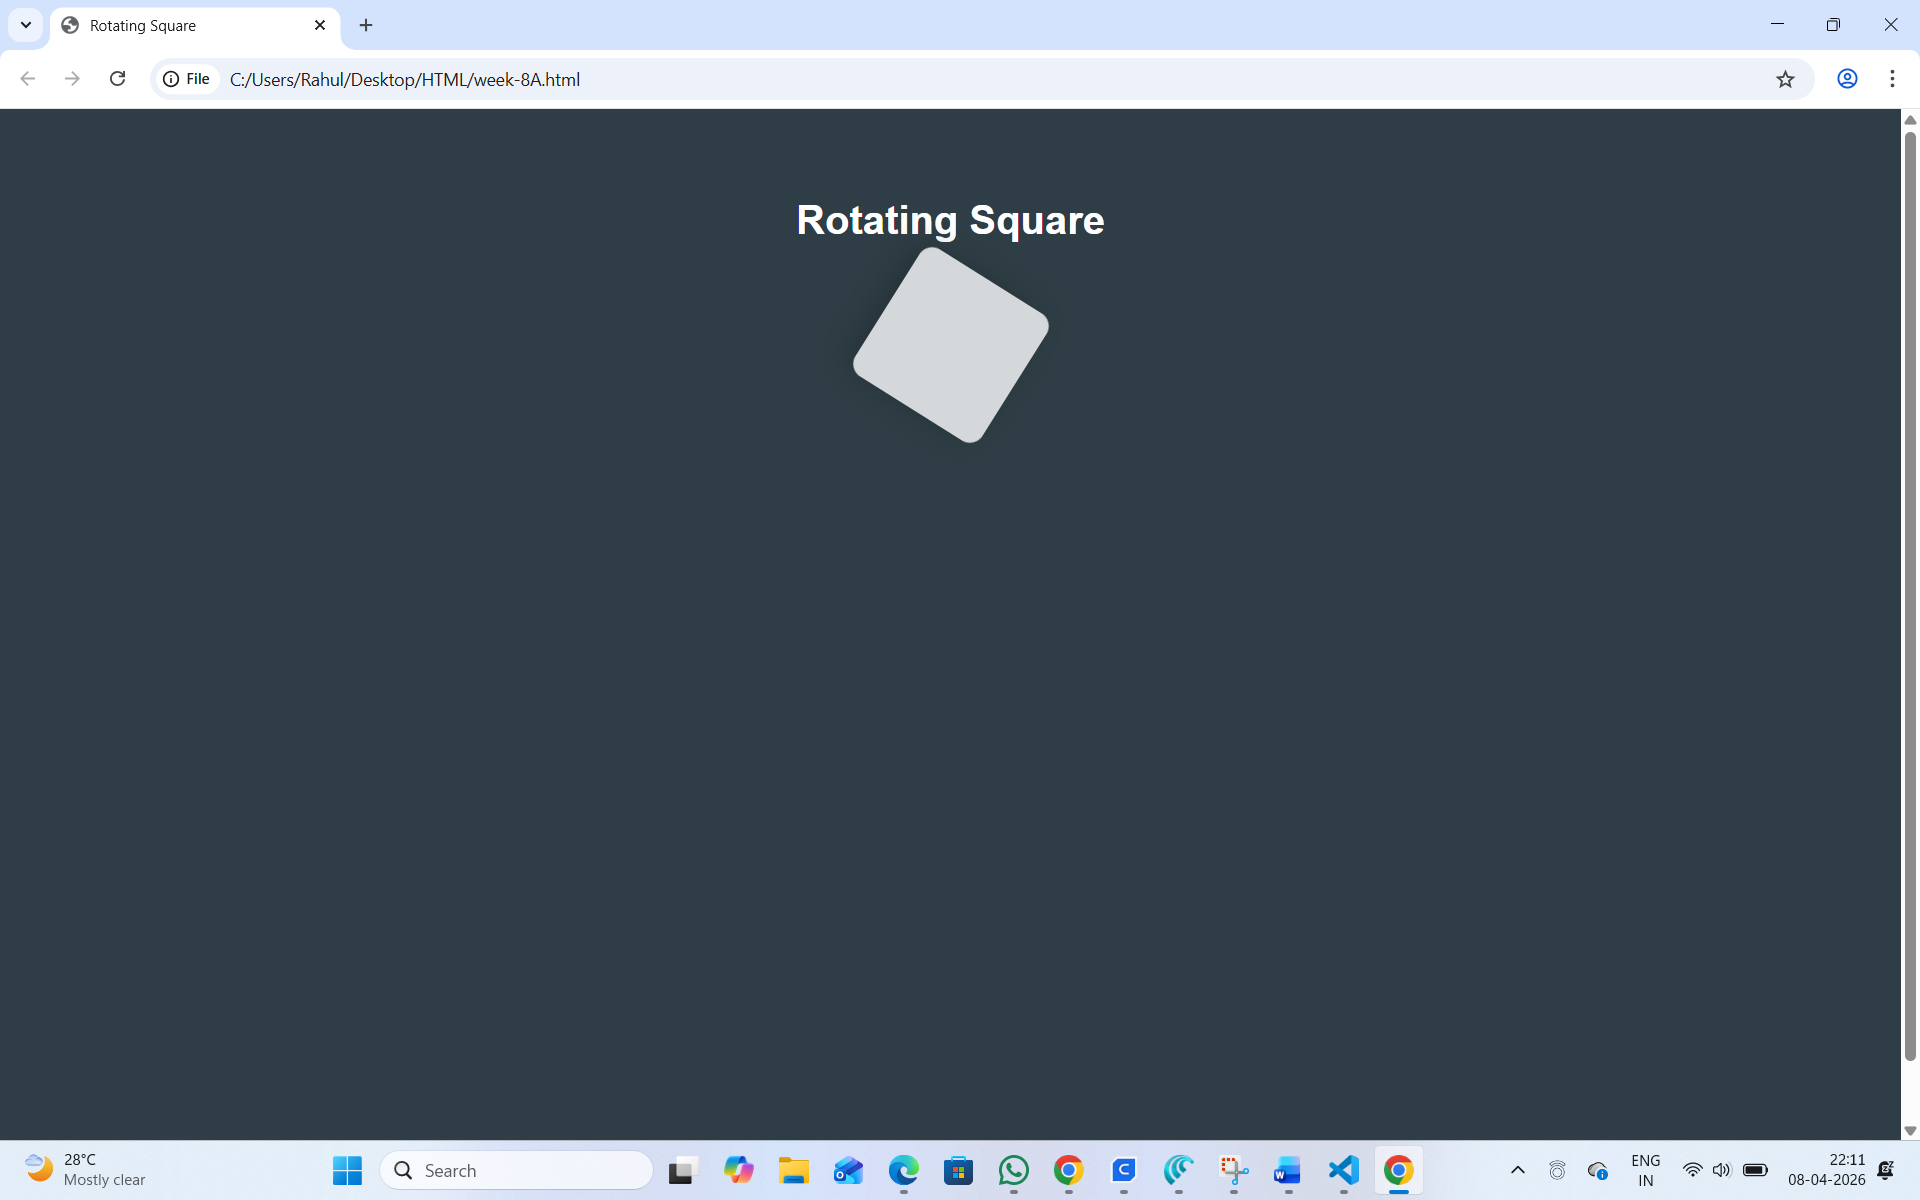 Rotating Square
File
C:/Users/Rahul/Desktop/HTML/week-8A.html
Rotating Square
28°C
Mostly clear
Search
ENG
IN
22:11
08-04-2026